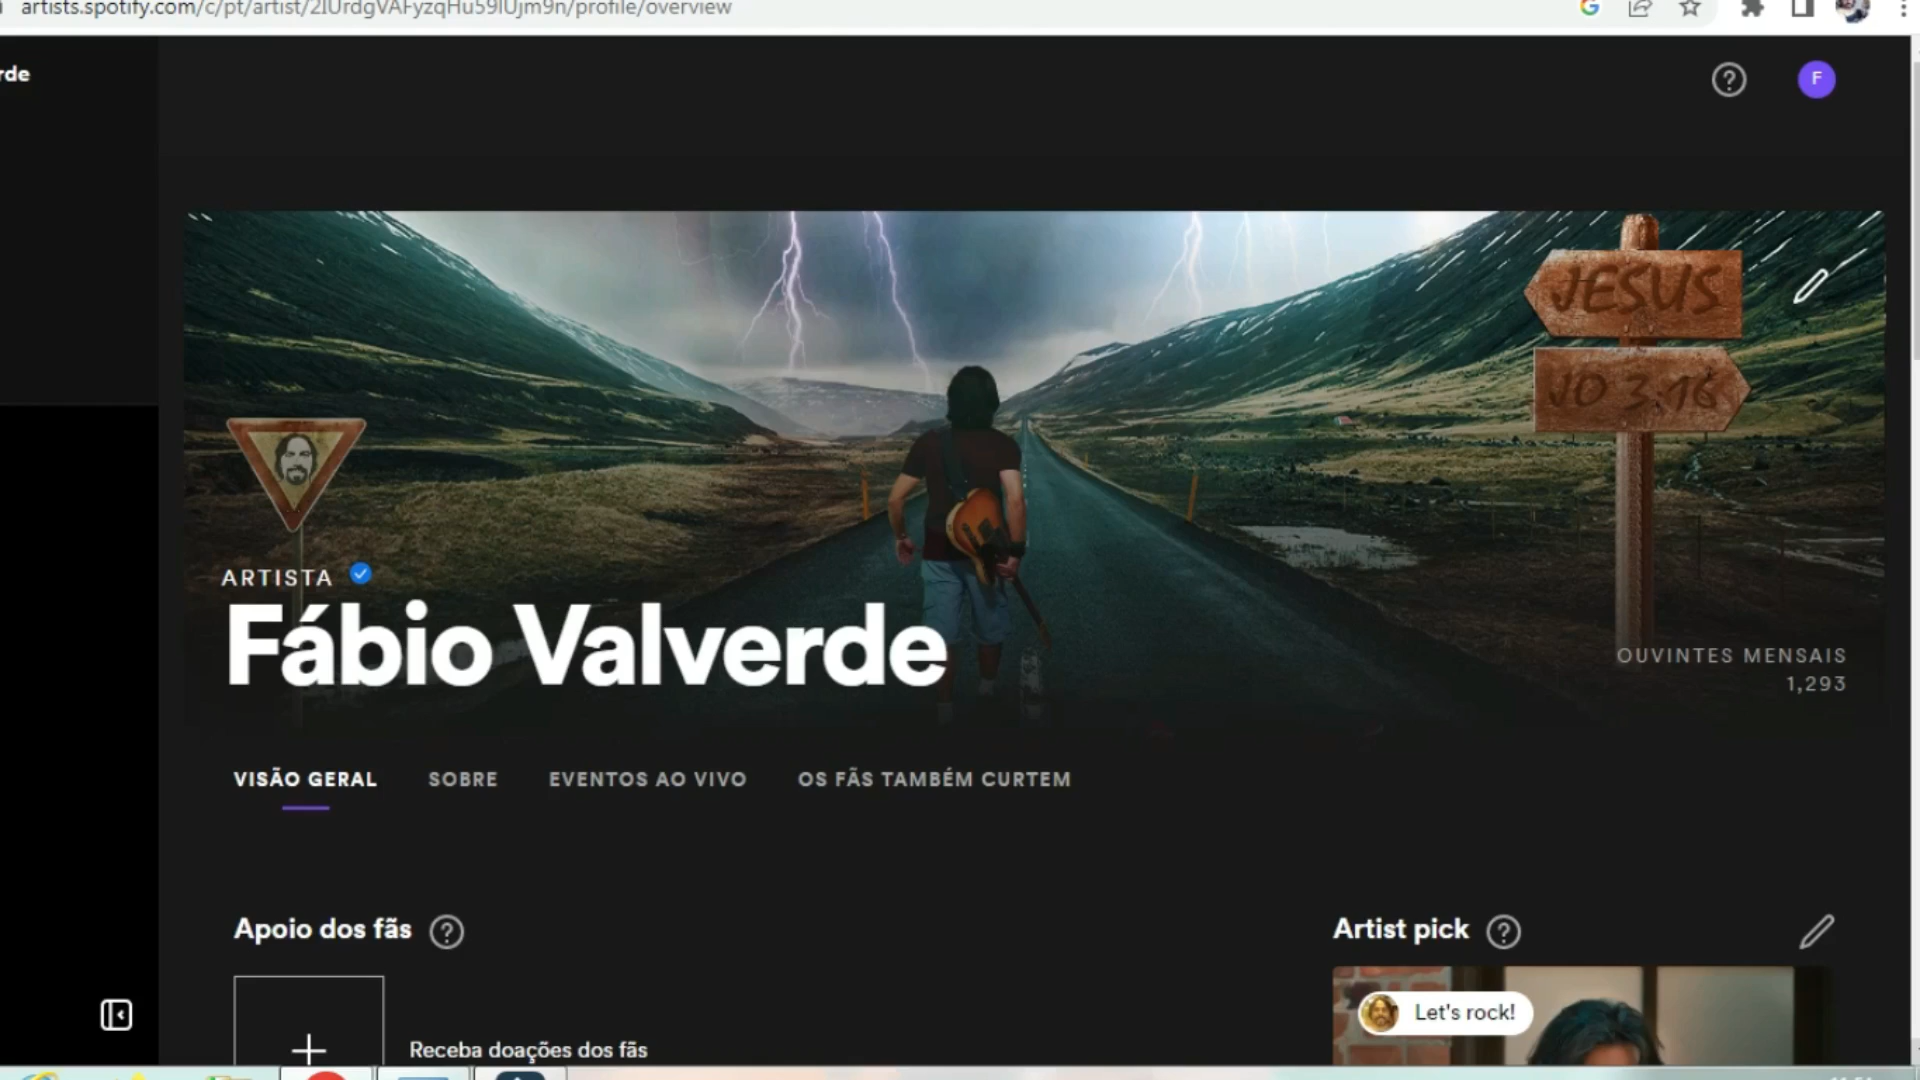 artists.spotify.com/c/pt/artist/2IUrdgVAFyzqHu59lUjm9n/profile/overview
rde
F
JESUS
JO 3.16
ARTISTA
Fábio Valverde
OUVINTES MENSAIS
1,293
VISÃO GERAL
SOBRE
EVENTOS AO VIVO
OS FÃS TAMBÉM CURTEM
Apoio dos fãs
Artist pick
Let's rock!
Receba doações dos fãs